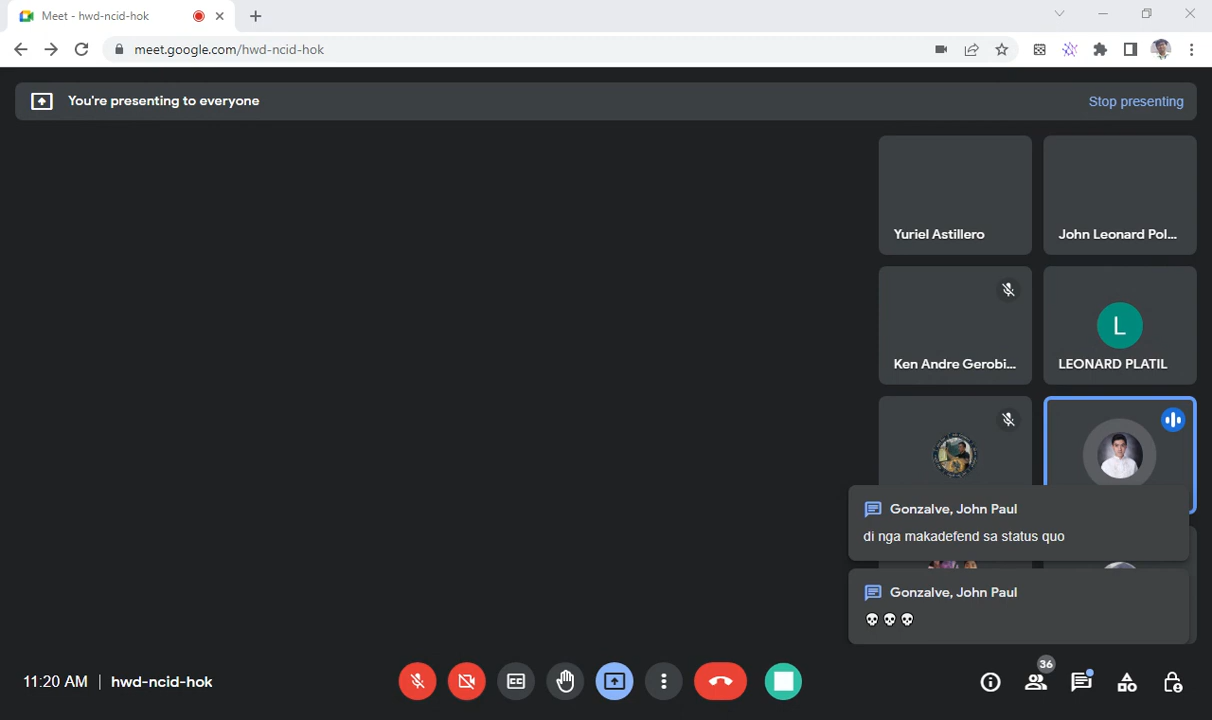 Meet - hwd-ncid-hok
meet.google.com/hwd-ncid-hok
You're presenting to everyone
Stop presenting
Yuriel Astillero
John Leonard Pol...
Ken Andre Gerobi...
L
LEONARD PLATIL
Gonzalve, John Paul
di nga makadefend sa status quo
Gonzalve, John Paul
💀💀💀
11:20 AM | hwd-ncid-hok
CC
36